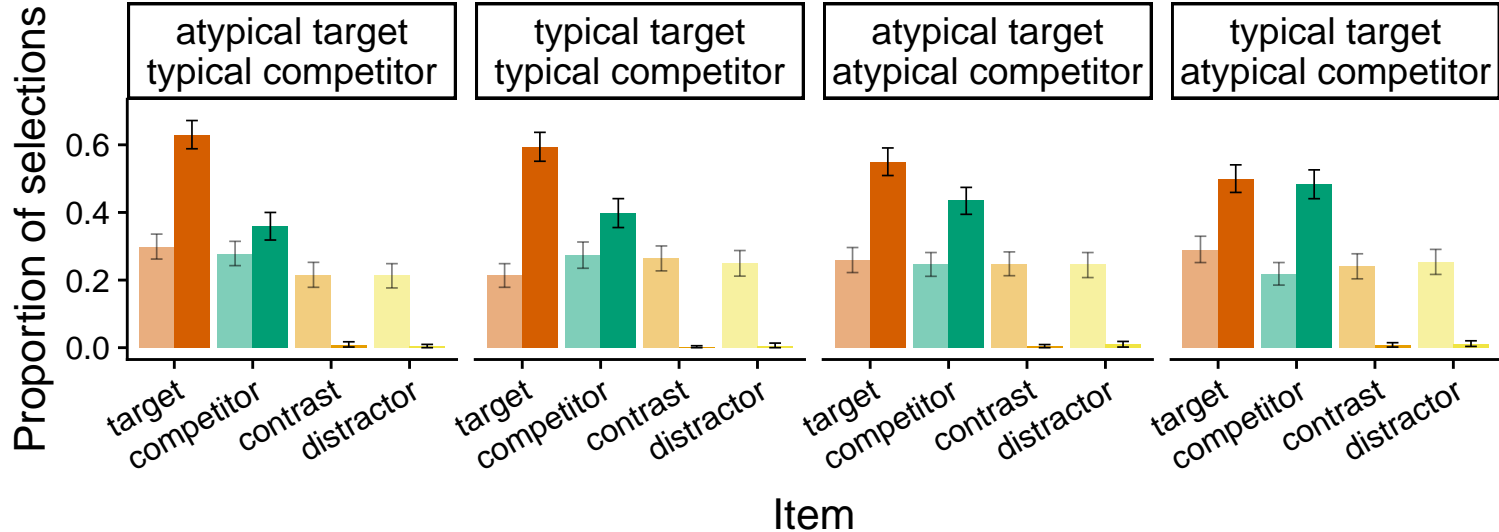 atypical target
typical competitor
typical target
typical competitor
atypical target
atypical competitor
typical target
atypical competitor
Proportion of selections
0.6
0.4
0.2
0.0
target
competitor
contrast
distractor
target
competitor
contrast
distractor
target
competitor
contrast
distractor
target
competitor
contrast
distractor
Item